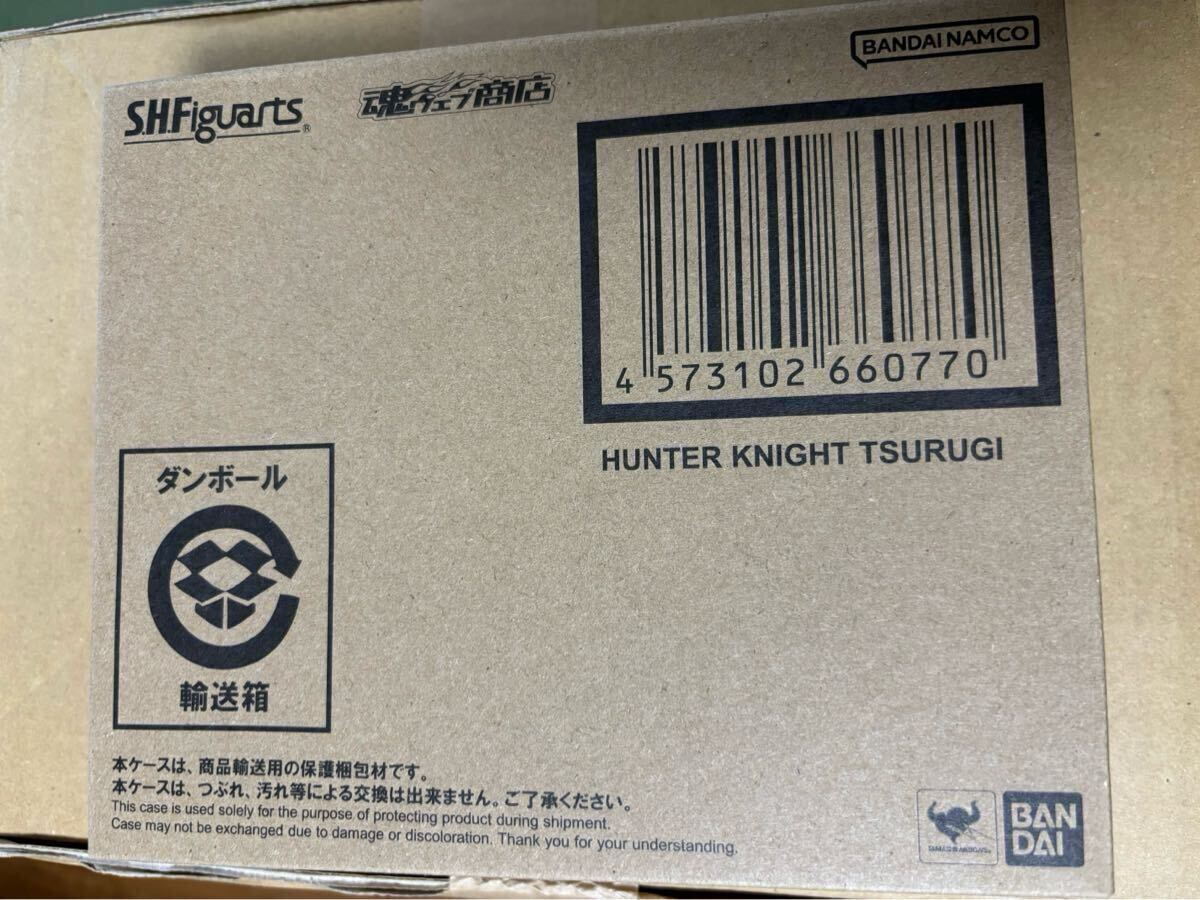 BANDAI NAMCO
S.H.Figuarts®
魂ウェブ商店
4 573102 660770
HUNTER KNIGHT TSURUGI
ダンボール
輸送箱
本ケースは、商品輸送用の保護梱包材です。
本ケースは、つぶれ、汚れ等による交換は出来ません。ご了承ください。
This case is used solely for the purpose of protecting product during shipment.
Case may not be exchanged due to damage or discoloration. Thank you for your understanding.
TAMASHII NATIONS
BAN
DAI